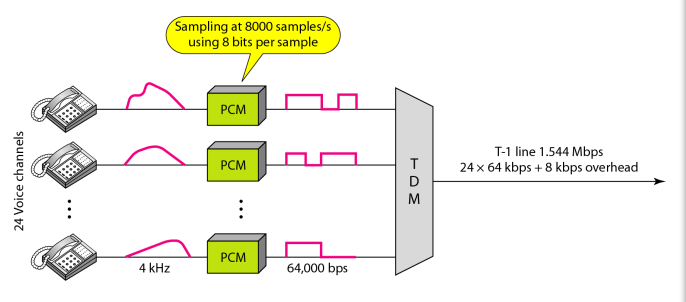 Sampling at 8000 samples/s
using 8 bits per sample
24 Voice channels
PCM
PCM
PCM
4 kHz
64,000 bps
T
D
M
T-1 line 1.544 Mbps
24 × 64 kbps + 8 kbps overhead